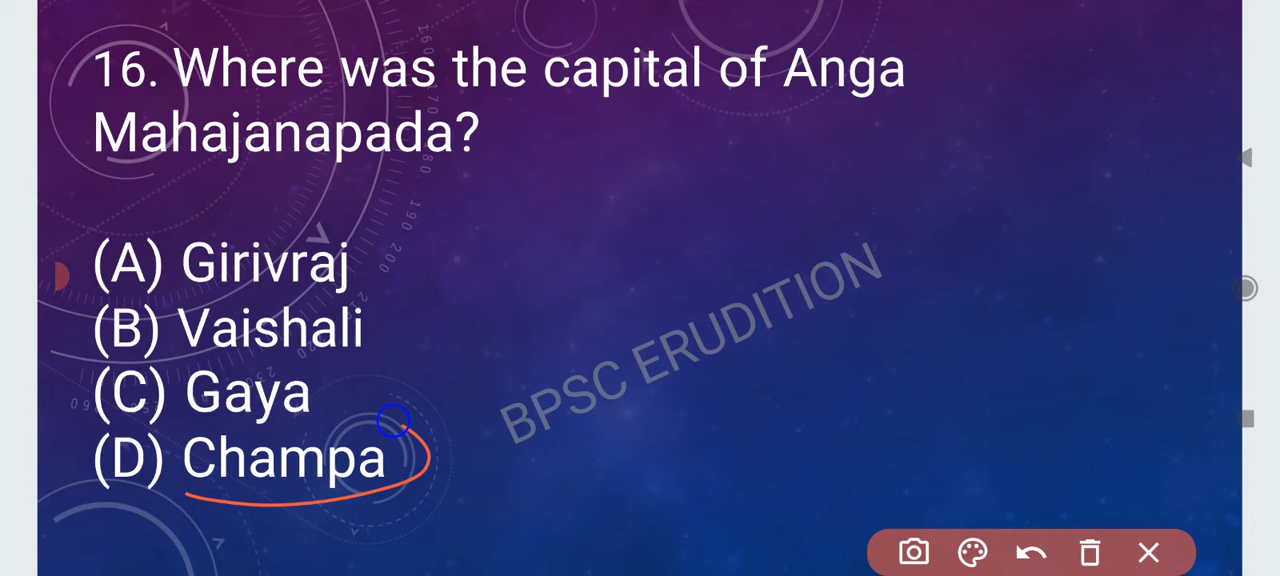 16. Where was the capital of Anga
Mahajanapada?
(A) Girivraj
(B) Vaishali
(C) Gaya
(D) Champa
BPSC ERUDITION